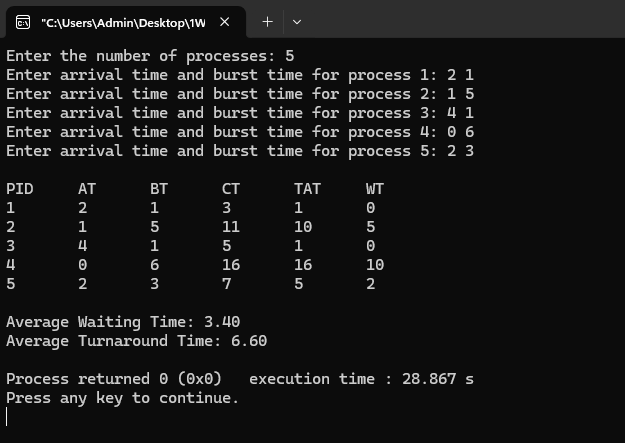 "C:\Users\Admin\Desktop\1W
Enter the number of processes: 5
Enter arrival time and burst time for process 1: 2 1
Enter arrival time and burst time for process 2: 1 5
Enter arrival time and burst time for process 3: 4 1
Enter arrival time and burst time for process 4: 0 6
Enter arrival time and burst time for process 5: 2 3
PID AT BT CT TAT WT
1 2 1 3 1 0
2 1 5 11 10 5
3 4 1 5 1 0
4 0 6 16 16 10
5 2 3 7 5 2
Average Waiting Time: 3.40
Average Turnaround Time: 6.60
Process returned 0 (0x0) execution time : 28.867 s
Press any key to continue.